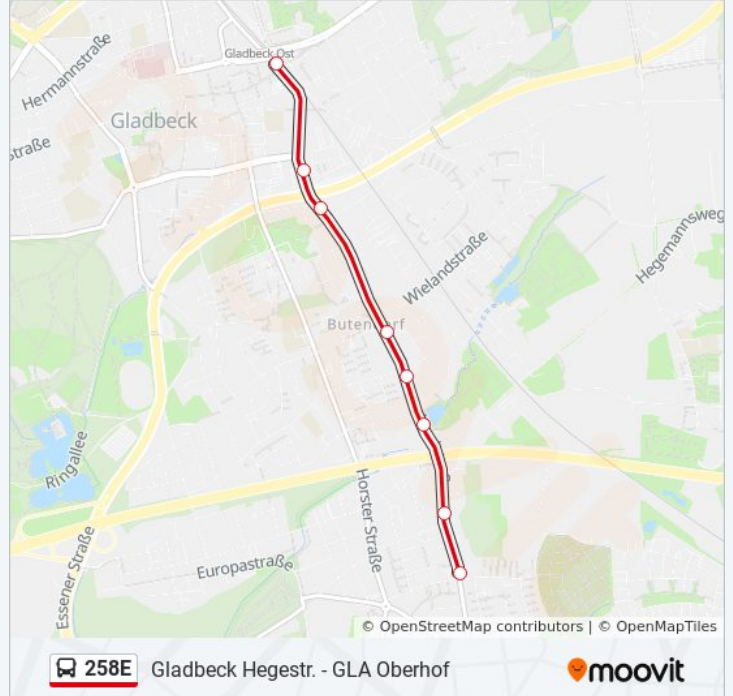 Gladbeck Ost
Hermannstraße
Gladbeck
straße
Hegemannsweg
Wielandstraße
Butendorf
Ringallee
Horster Straße
Essener Straße
Europastraße
© OpenStreetMap contributors | © OpenMapTiles
258E Gladbeck Hegestr. - GLA Oberhof
moovit